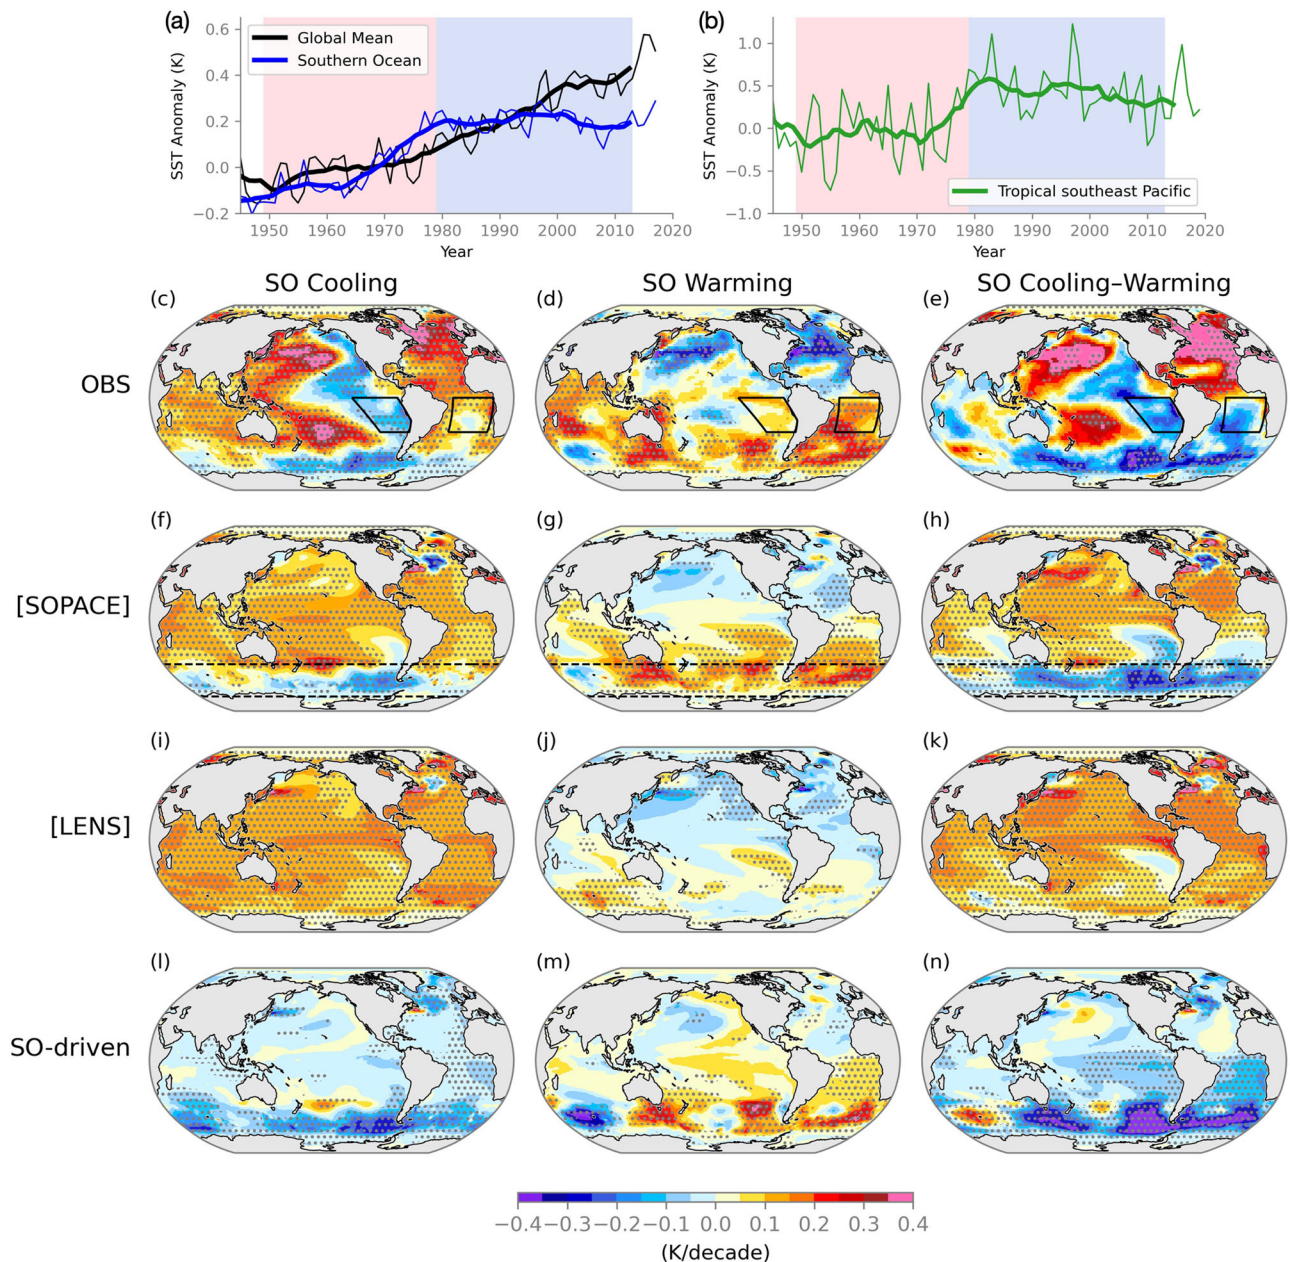 (a)
(b)
0.6
0.4
0.2
0.0
−0.2
SST Anomaly (K)
Global Mean
Southern Ocean
1950 1960 1970 1980 1990 2000 2010 2020
Year
1.0
0.5
0.0
−0.5
−1.0
SST Anomaly (K)
Tropical southeast Pacific
1950 1960 1970 1980 1990 2000 2010 2020
Year
SO Cooling
SO Warming
SO Cooling–Warming
(c)
(d)
(e)
OBS
(f)
(g)
(h)
[SOPACE]
(i)
(j)
(k)
[LENS]
(l)
(m)
(n)
SO-driven
−0.4 −0.3 −0.2 −0.1 0.0 0.1 0.2 0.3 0.4
(K/decade)